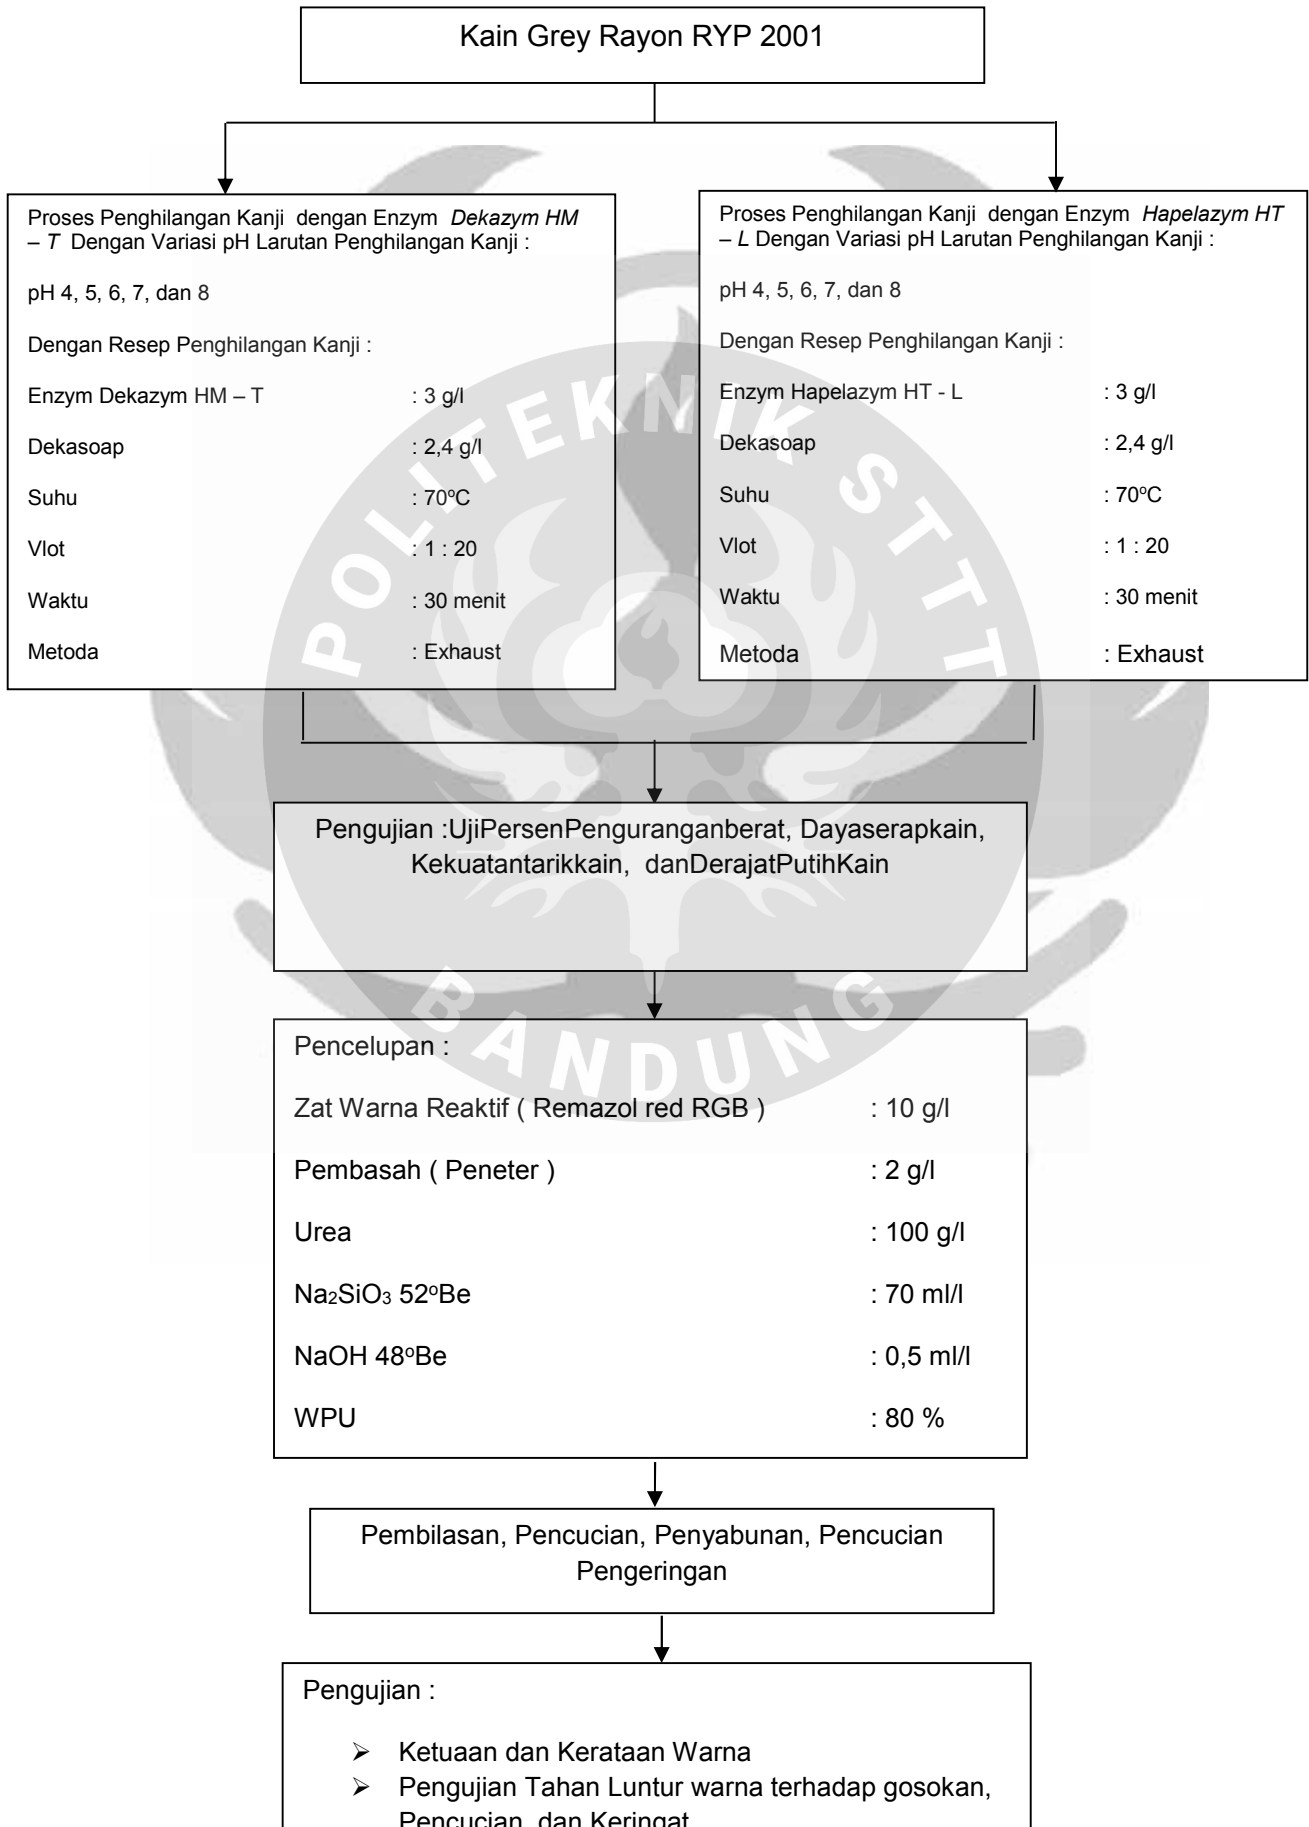 Kain Grey Rayon RYP 2001
Proses Penghilangan Kanji dengan Enzym Dekazym HM
– T Dengan Variasi pH Larutan Penghilangan Kanji :
pH 4, 5, 6, 7, dan 8
Dengan Resep Penghilangan Kanji :
Enzym Dekazym HM – T : 3 g/l
Dekasoap : 2,4 g/l
Suhu : 70ºC
Vlot : 1 : 20
Waktu : 30 menit
Metoda : Exhaust
Proses Penghilangan Kanji dengan Enzym Hapelazym HT
– L Dengan Variasi pH Larutan Penghilangan Kanji :
pH 4, 5, 6, 7, dan 8
Dengan Resep Penghilangan Kanji :
Enzym Hapelazym HT - L : 3 g/l
Dekasoap : 2,4 g/l
Suhu : 70ºC
Vlot : 1 : 20
Waktu : 30 menit
Metoda : Exhaust
POLITEKNIK STTT
BANDUNG
Pengujian :UjiPersenPenguranganberat, Dayaserapkain,
Kekuatantarikkain, danDerajatPutihKain
Pencelupan :
Zat Warna Reaktif ( Remazol red RGB ) : 10 g/l
Pembasah ( Peneter ) : 2 g/l
Urea : 100 g/l
Na₂SiO₃ 52ºBe : 70 ml/l
NaOH 48ºBe : 0,5 ml/l
WPU : 80 %
Pembilasan, Pencucian, Penyabunan, Pencucian
Pengeringan
Pengujian :
➢ Ketuaan dan Kerataan Warna
➢ Pengujian Tahan Luntur warna terhadap gosokan,
Pencucian, dan Keringat